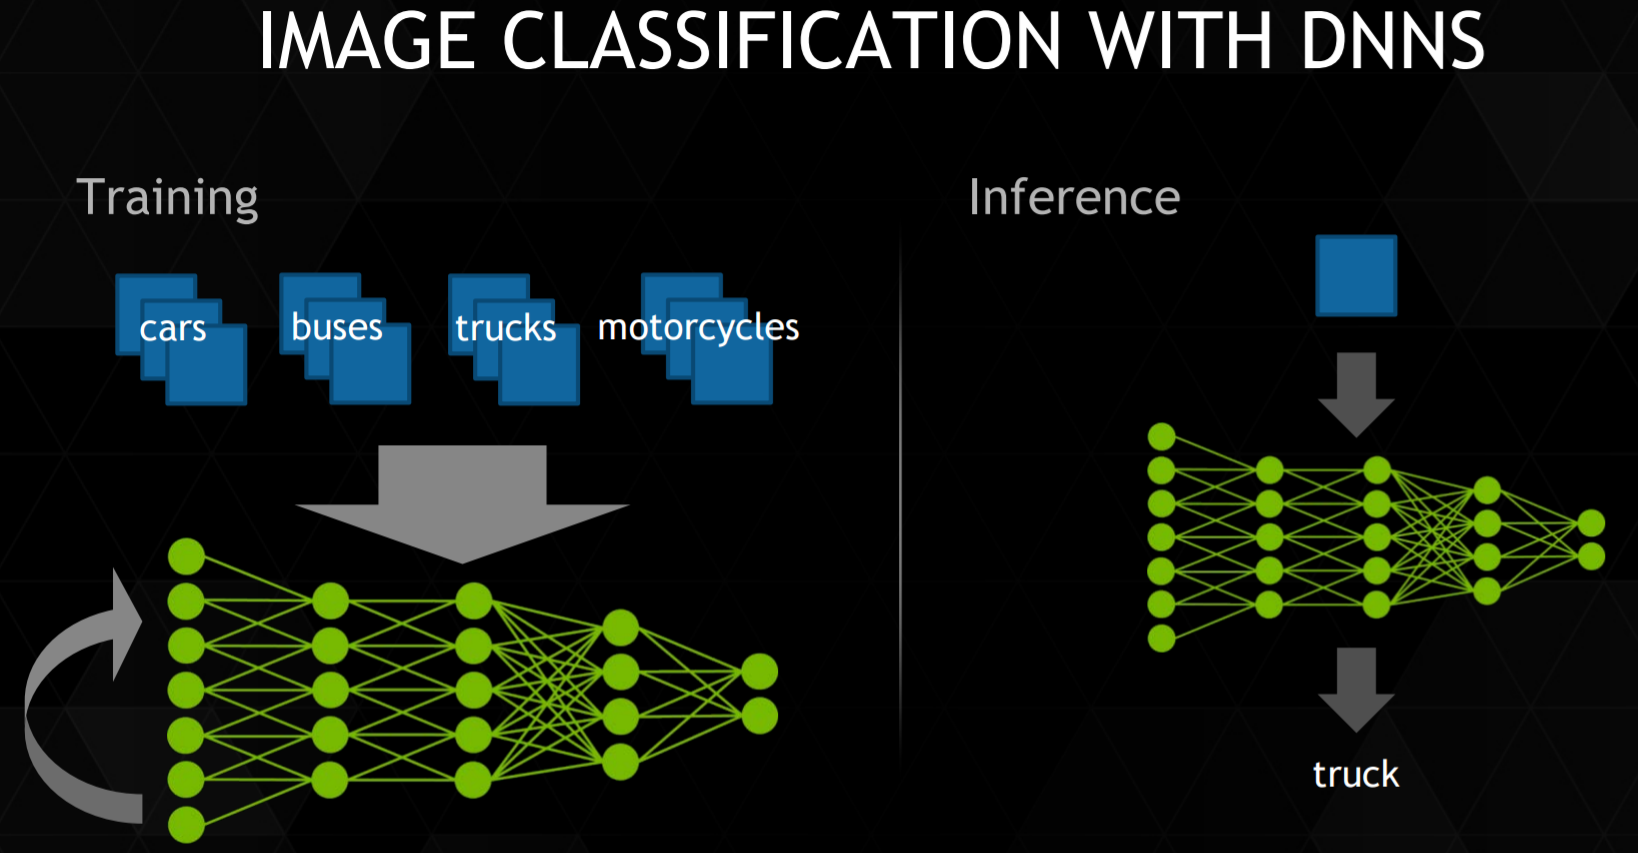 IMAGE CLASSIFICATION WITH DNNS
Training
cars
buses
trucks
motorcycles
Inference
truck